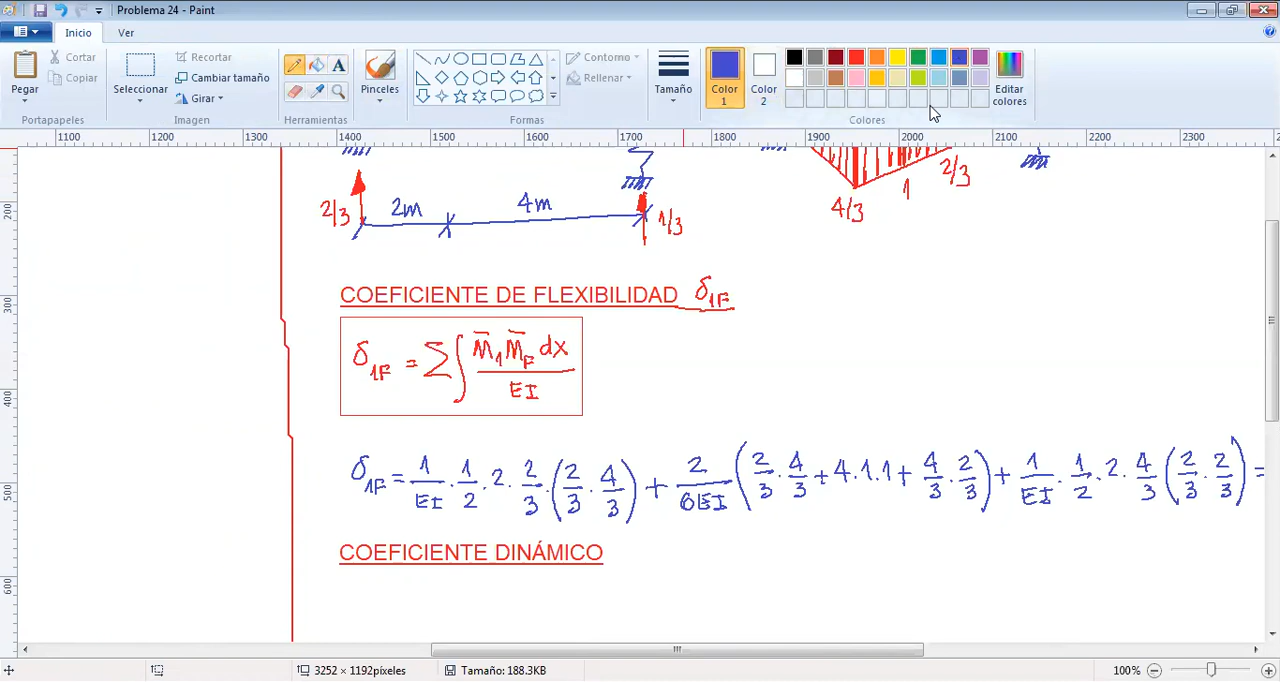 Problema 24 - Paint
Inicio Ver
Pegar
Cortar
Copiar
Portapapeles
Seleccionar
Recortar
Cambiar tamaño
Girar
Imagen
A
Herramientas
Pinceles
Contorno
Rellenar
Formas
Tamaño
Color 1
Color 2
Editar colores
Colores
1100 1200 1300 1400 1500 1600 1700 1800 1900 2000 2100 2200 2300
200
300
400
500
600
2/3 2m 4m 1/3
4/3 1 2/3
COEFICIENTE DE FLEXIBILIDAD δ1F
δ1F = Σ ∫ M̄1 M̄F dx / EI
δ1F = 1/EI · 1/2 · 2 · 2/3 · (2/3 · 4/3) + 2/6EI (2/3 · 4/3 + 4·1·1 + 4/3 · 2/3) + 1/EI · 1/2 · 2 · 4/3 (2/3 · 2/3) =
COEFICIENTE DINÁMICO
3252 × 1192píxeles
Tamaño: 188.3KB
100%